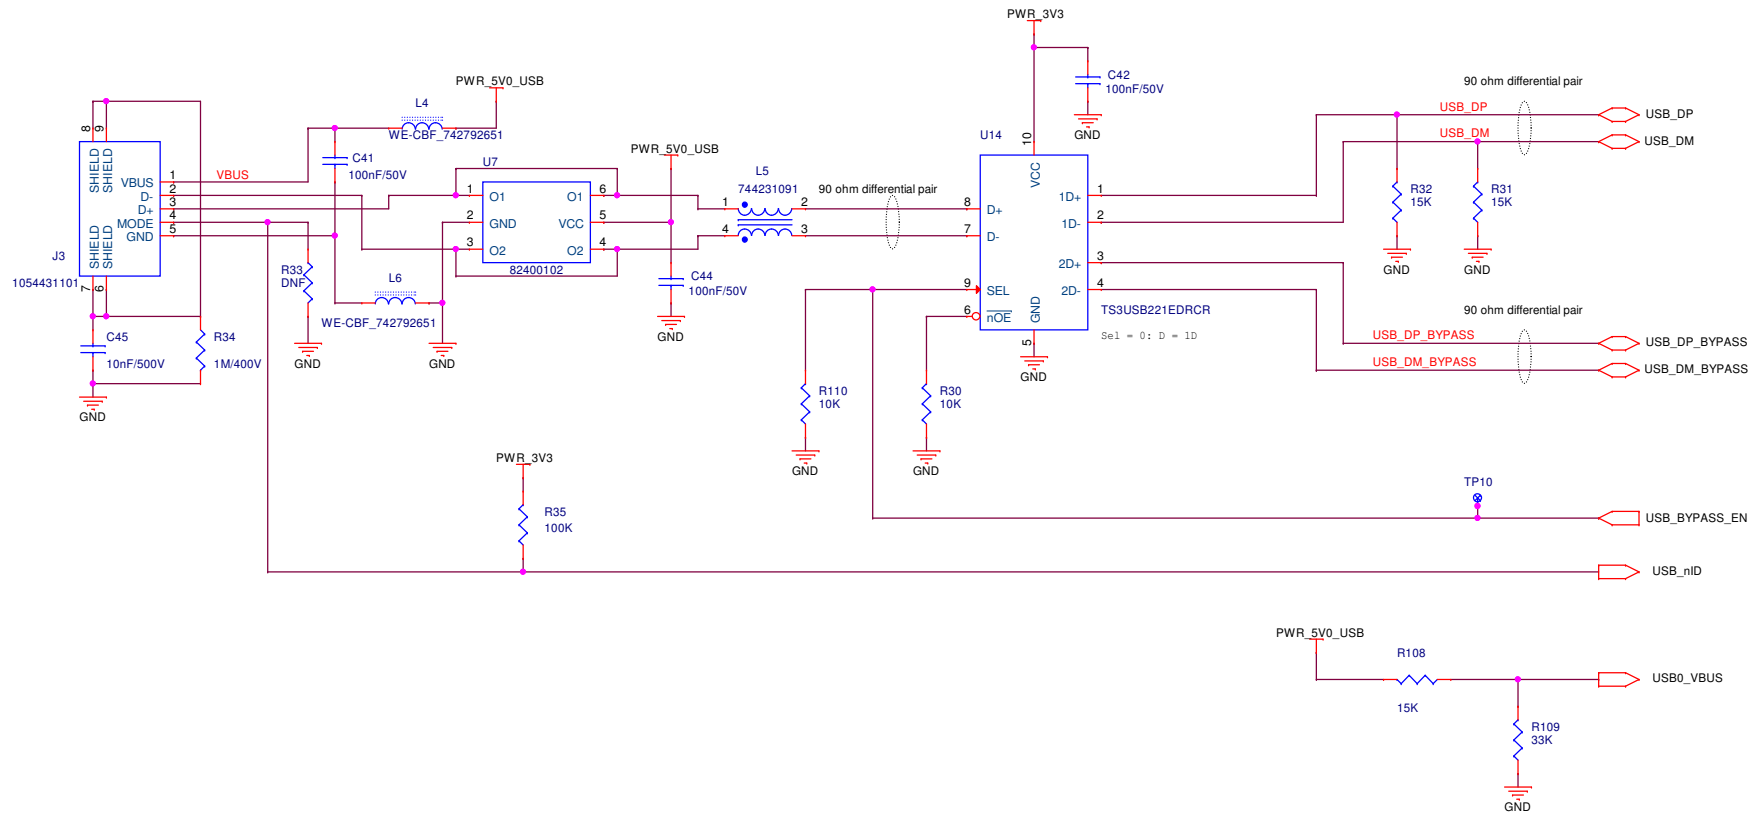 PWR_3V3
C42
100nF/50V
GND
90 ohm differential pair
USB_DP
USB_DP
USB_DM
USB_DM
PWR_5V0_USB
L4
WE-CBF_742792651
8
9
SHIELD
SHIELD
VBUS
D-
D+
MODE
GND
SHIELD
SHIELD
7
6
1
2
3
4
5
VBUS
J3
1054431101
C41
100nF/50V
U7
1
2
3
O1
GND
O2
O1
VCC
O2
6
5
4
82400102
PWR_5V0_USB
L5
744231091
1
2
4
3
90 ohm differential pair
C44
100nF/50V
GND
U14
10
VCC
8
D+
7
D-
9
SEL
6
nOE
GND
5
1D+
1
1D-
2
2D+
3
2D-
4
TS3USB221EDRCR
Sel = 0: D = 1D
GND
R32
15K
GND
R31
15K
GND
90 ohm differential pair
USB_DP_BYPASS
USB_DP_BYPASS
USB_DM_BYPASS
USB_DM_BYPASS
R33
DNF
GND
L6
WE-CBF_742792651
GND
C45
10nF/500V
R34
1M/400V
GND
R110
10K
GND
R30
10K
GND
PWR_3V3
R35
100K
TP10
USB_BYPASS_EN
USB_nID
PWR_5V0_USB
R108
15K
USB0_VBUS
R109
33K
GND